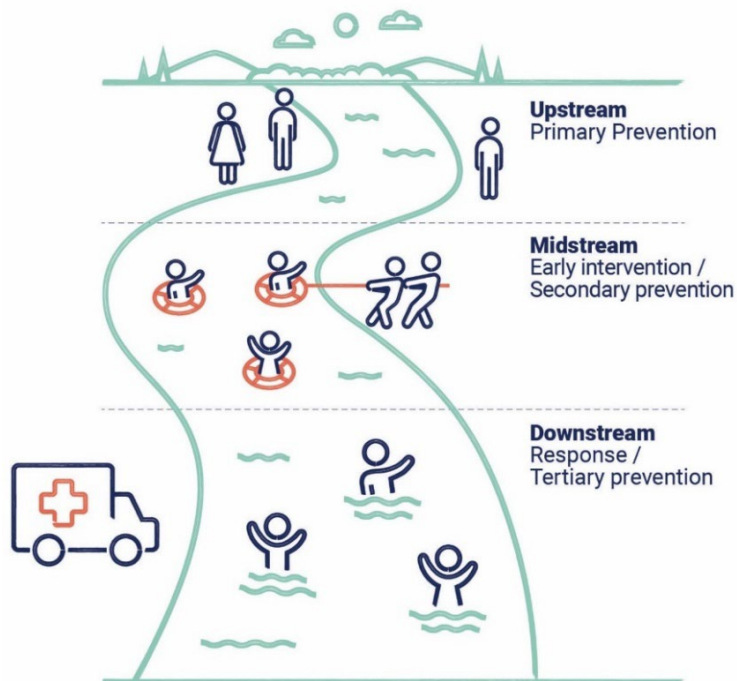 Upstream
Primary Prevention
Midstream
Early intervention /
Secondary prevention
Downstream
Response /
Tertiary prevention